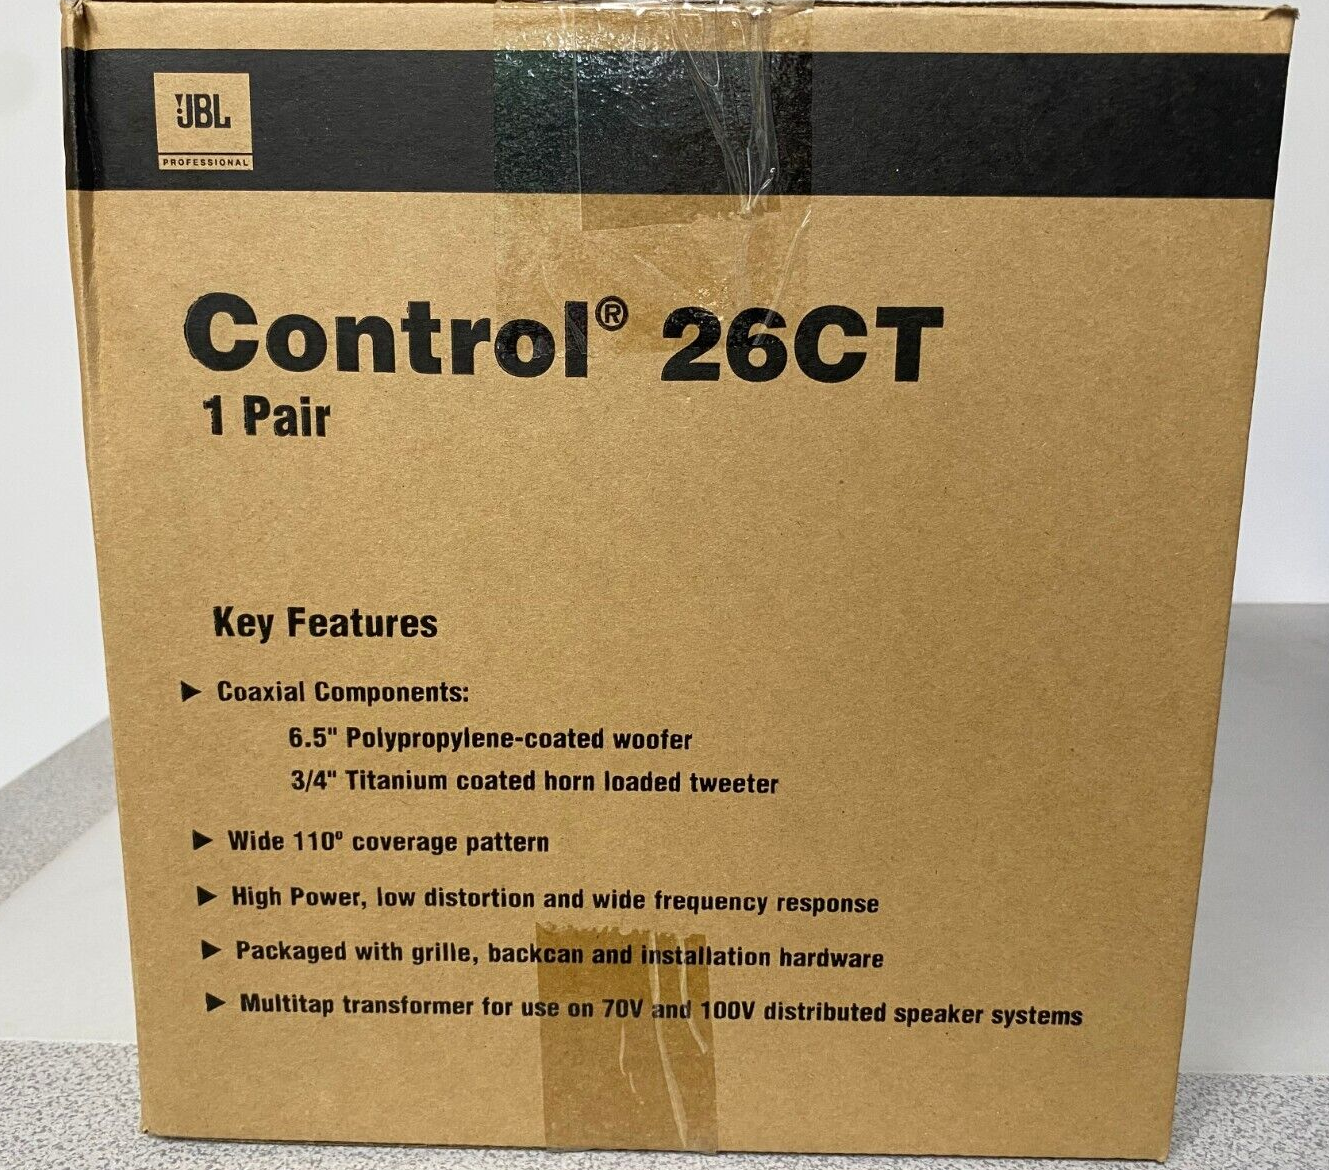 JBL
PROFESSIONAL
Control® 26CT
1 Pair
Key Features
► Coaxial Components:
6.5" Polypropylene-coated woofer
3/4" Titanium coated horn loaded tweeter
► Wide 110º coverage pattern
► High Power, low distortion and wide frequency response
► Packaged with grille, backcan and installation hardware
► Multitap transformer for use on 70V and 100V distributed speaker systems